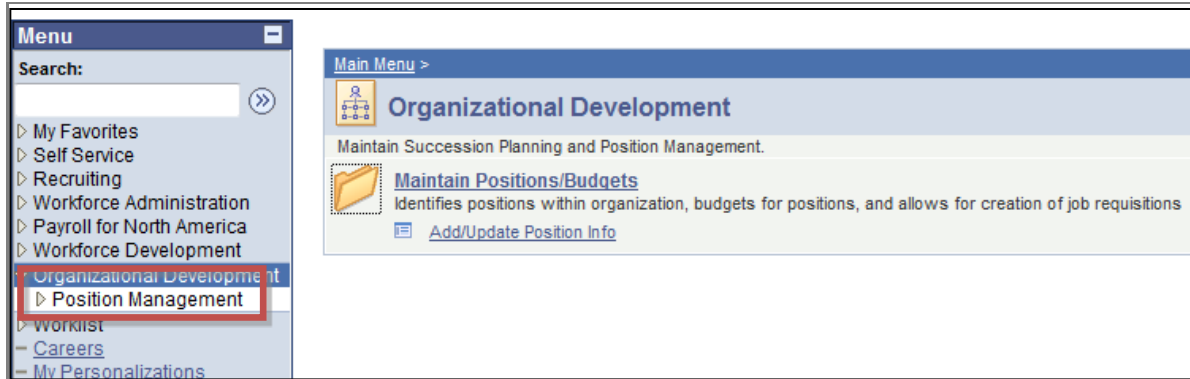 Menu
Search:
My Favorites
Self Service
Recruiting
Workforce Administration
Payroll for North America
Workforce Development
Organizational Development
Position Management
Worklist
Careers
My Personalizations
Main Menu >
Organizational Development
Maintain Succession Planning and Position Management.
Maintain Positions/Budgets
Identifies positions within organization, budgets for positions, and allows for creation of job requisitions
Add/Update Position Info